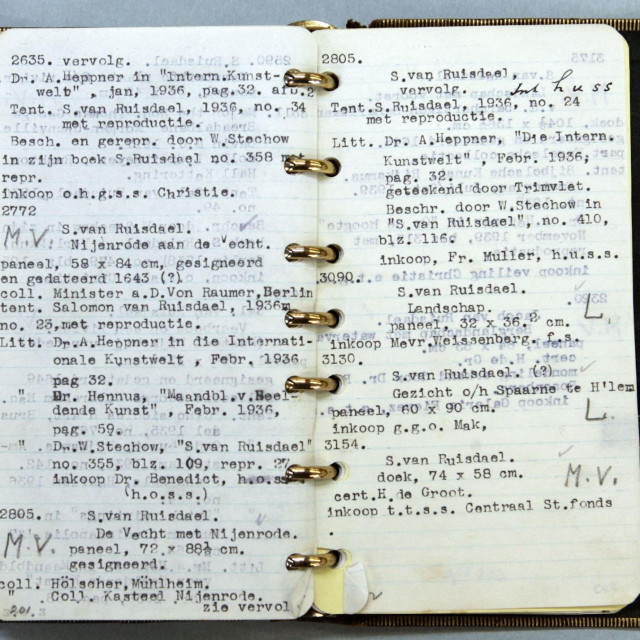 2635. vervolg.
Dr. A.Heppner in "Intern.Kunst-
welt" , jan, 1936, pag.32. afb.2
Tent. S.van Ruisdael, 1936, no. 34
met reproductie.
Besch. en gerepr. door W.Stechow
in zijn boek S.Ruisdael no. 358
repr.
inkoop o.h.g.s.s. Christie.
2772
M.V. S.van Ruisdael.
Nijenrode aan de Vecht.
paneel, 58 x 84 cm, gesigneerd
en gedateerd 1643 (?)
coll. Minister a.D.Von Raumer,Berlin
tent. Salomon van Ruisdael, 1936
no. 23,met reproductie.
Litt. Dr.A.Heppner in die Internati-
onale Kunstwelt , Febr. 1936
pag 32.
" Dr. Hennus, "Maandbl.v.Beel-
dende Kunst", Febr. 1936,
pag. 59.
-"- Dr.W.Stechow, "S.van Ruisdael"
no. 355, blz. 109, repr. 27
inkoop Dr. Benedict,
(h.o.s.s.)
2805. S.van Ruisdael.
De Vecht met Nijenrode.
M.V. paneel, 72 x 88½ cm.
gesigneerd.
coll. Hölscher,Mühlheim.
" Coll. Kasteel Nijenrode.
zie vervol
2805.
S.van Ruisdael.
vervolg. huss
Tent.S.Ruisdael, 1936, no. 24
met reproductie.
Litt. Dr.A.Heppner, "Die Intern.
Kunstwelt", Febr. 1936,
pag. 32.
geteekend door Trimvlet.
Beschr. door W.Stechow in
"S.van Ruisdael", no. 410,
blz. 116.
inkoop, Fr. Muller, h.u.s.s.
3090.
S.van Ruisdael.
Landschap. L.
paneel, 32 x 36.2 cm.
inkoop Mevr.Weissenberg, f.s.
3130.
S.van Ruisdael. (?)
Gezicht o/h Spaarne te H'lem
paneel, 60 x 90 cm. L.
inkoop g.g.o. Mak,
3154.
S.van Ruisdael.
doek, 74 x 58 cm. M.V.
cert.H.de Groot.
inkoop t.t.s.s. Centraal St.fonds
.